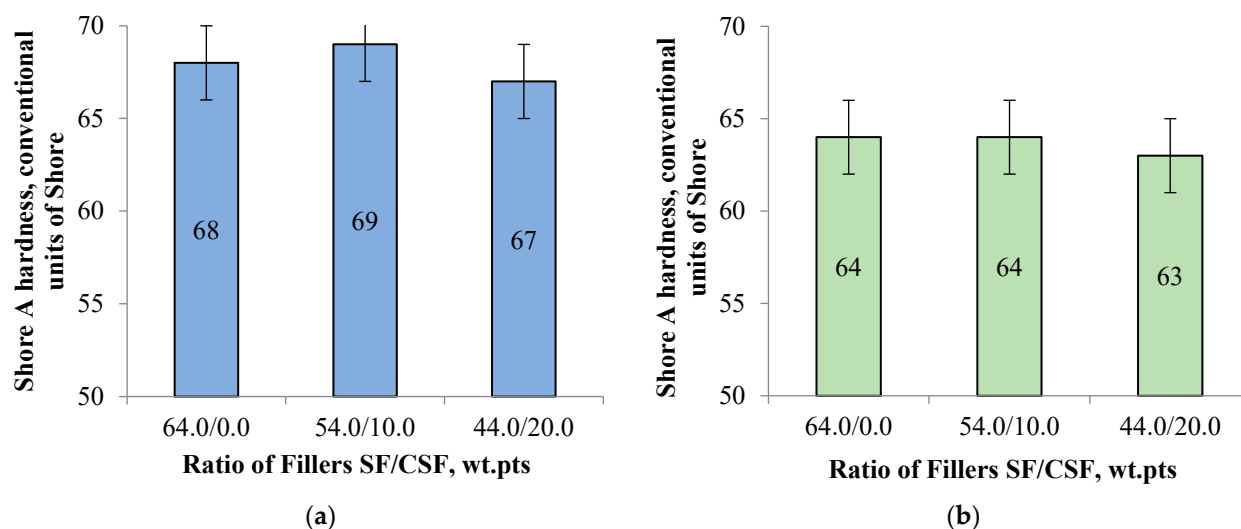 Shore A hardness, conventional
units of Shore
70
65
60
55
50
68
69
67
64.0/0.0
54.0/10.0
44.0/20.0
Ratio of Fillers SF/CSF, wt.pts
(a)
Shore A hardness, conventional
units of Shore
70
65
60
55
50
64
64
63
64.0/0.0
54.0/10.0
44.0/20.0
Ratio of Fillers SF/CSF, wt.pts
(b)